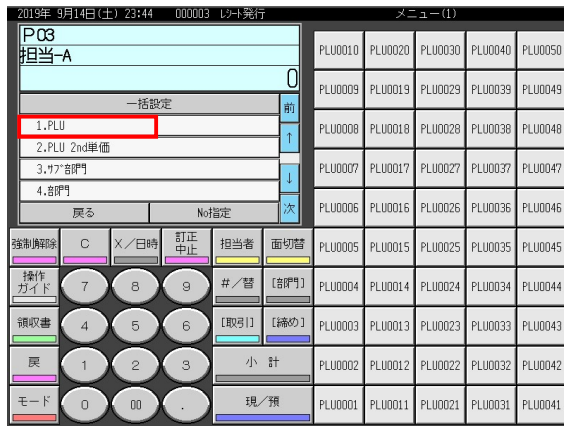 2019年 9月14日(土) 23:44 000003 ﾚｼｰﾄ発行 メニュー(1)
P03
担当-A
0
一括設定 前
1.PLU
2.PLU 2nd単価 ↑
3.ｻﾌﾞ部門 ↓
4.部門
戻る No指定 次
強制解除 C X／日時 訂正中止 担当者 面切替
操作ガイド 7 8 9 #／替 [部門]
領収書 4 5 6 [取引] [締め]
戻 1 2 3 小 計
モード 0 00 . 現／預
PLU0010 PLU0020 PLU0030 PLU0040 PLU0050
PLU0009 PLU0019 PLU0029 PLU0039 PLU0049
PLU0008 PLU0018 PLU0028 PLU0038 PLU0048
PLU0007 PLU0017 PLU0027 PLU0037 PLU0047
PLU0006 PLU0016 PLU0026 PLU0036 PLU0046
PLU0005 PLU0015 PLU0025 PLU0035 PLU0045
PLU0004 PLU0014 PLU0024 PLU0034 PLU0044
PLU0003 PLU0013 PLU0023 PLU0033 PLU0043
PLU0002 PLU0012 PLU0022 PLU0032 PLU0042
PLU0001 PLU0011 PLU0021 PLU0031 PLU0041